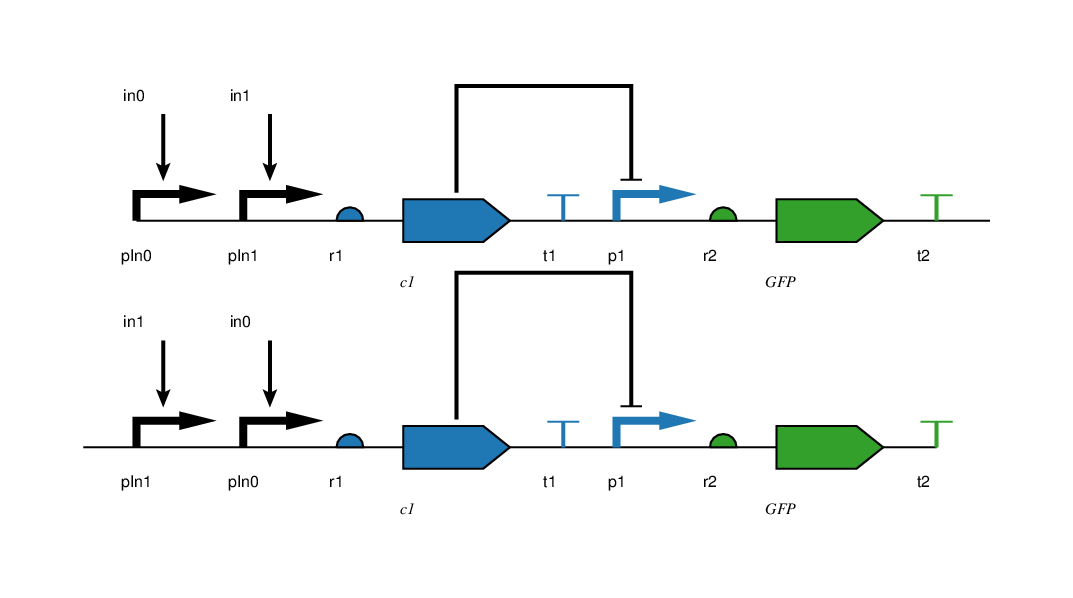 in0 in1
pIn0 pIn1 r1 t1 p1 r2 t2
c1 GFP
in1 in0
pIn1 pIn0 r1 t1 p1 r2 t2
c1 GFP